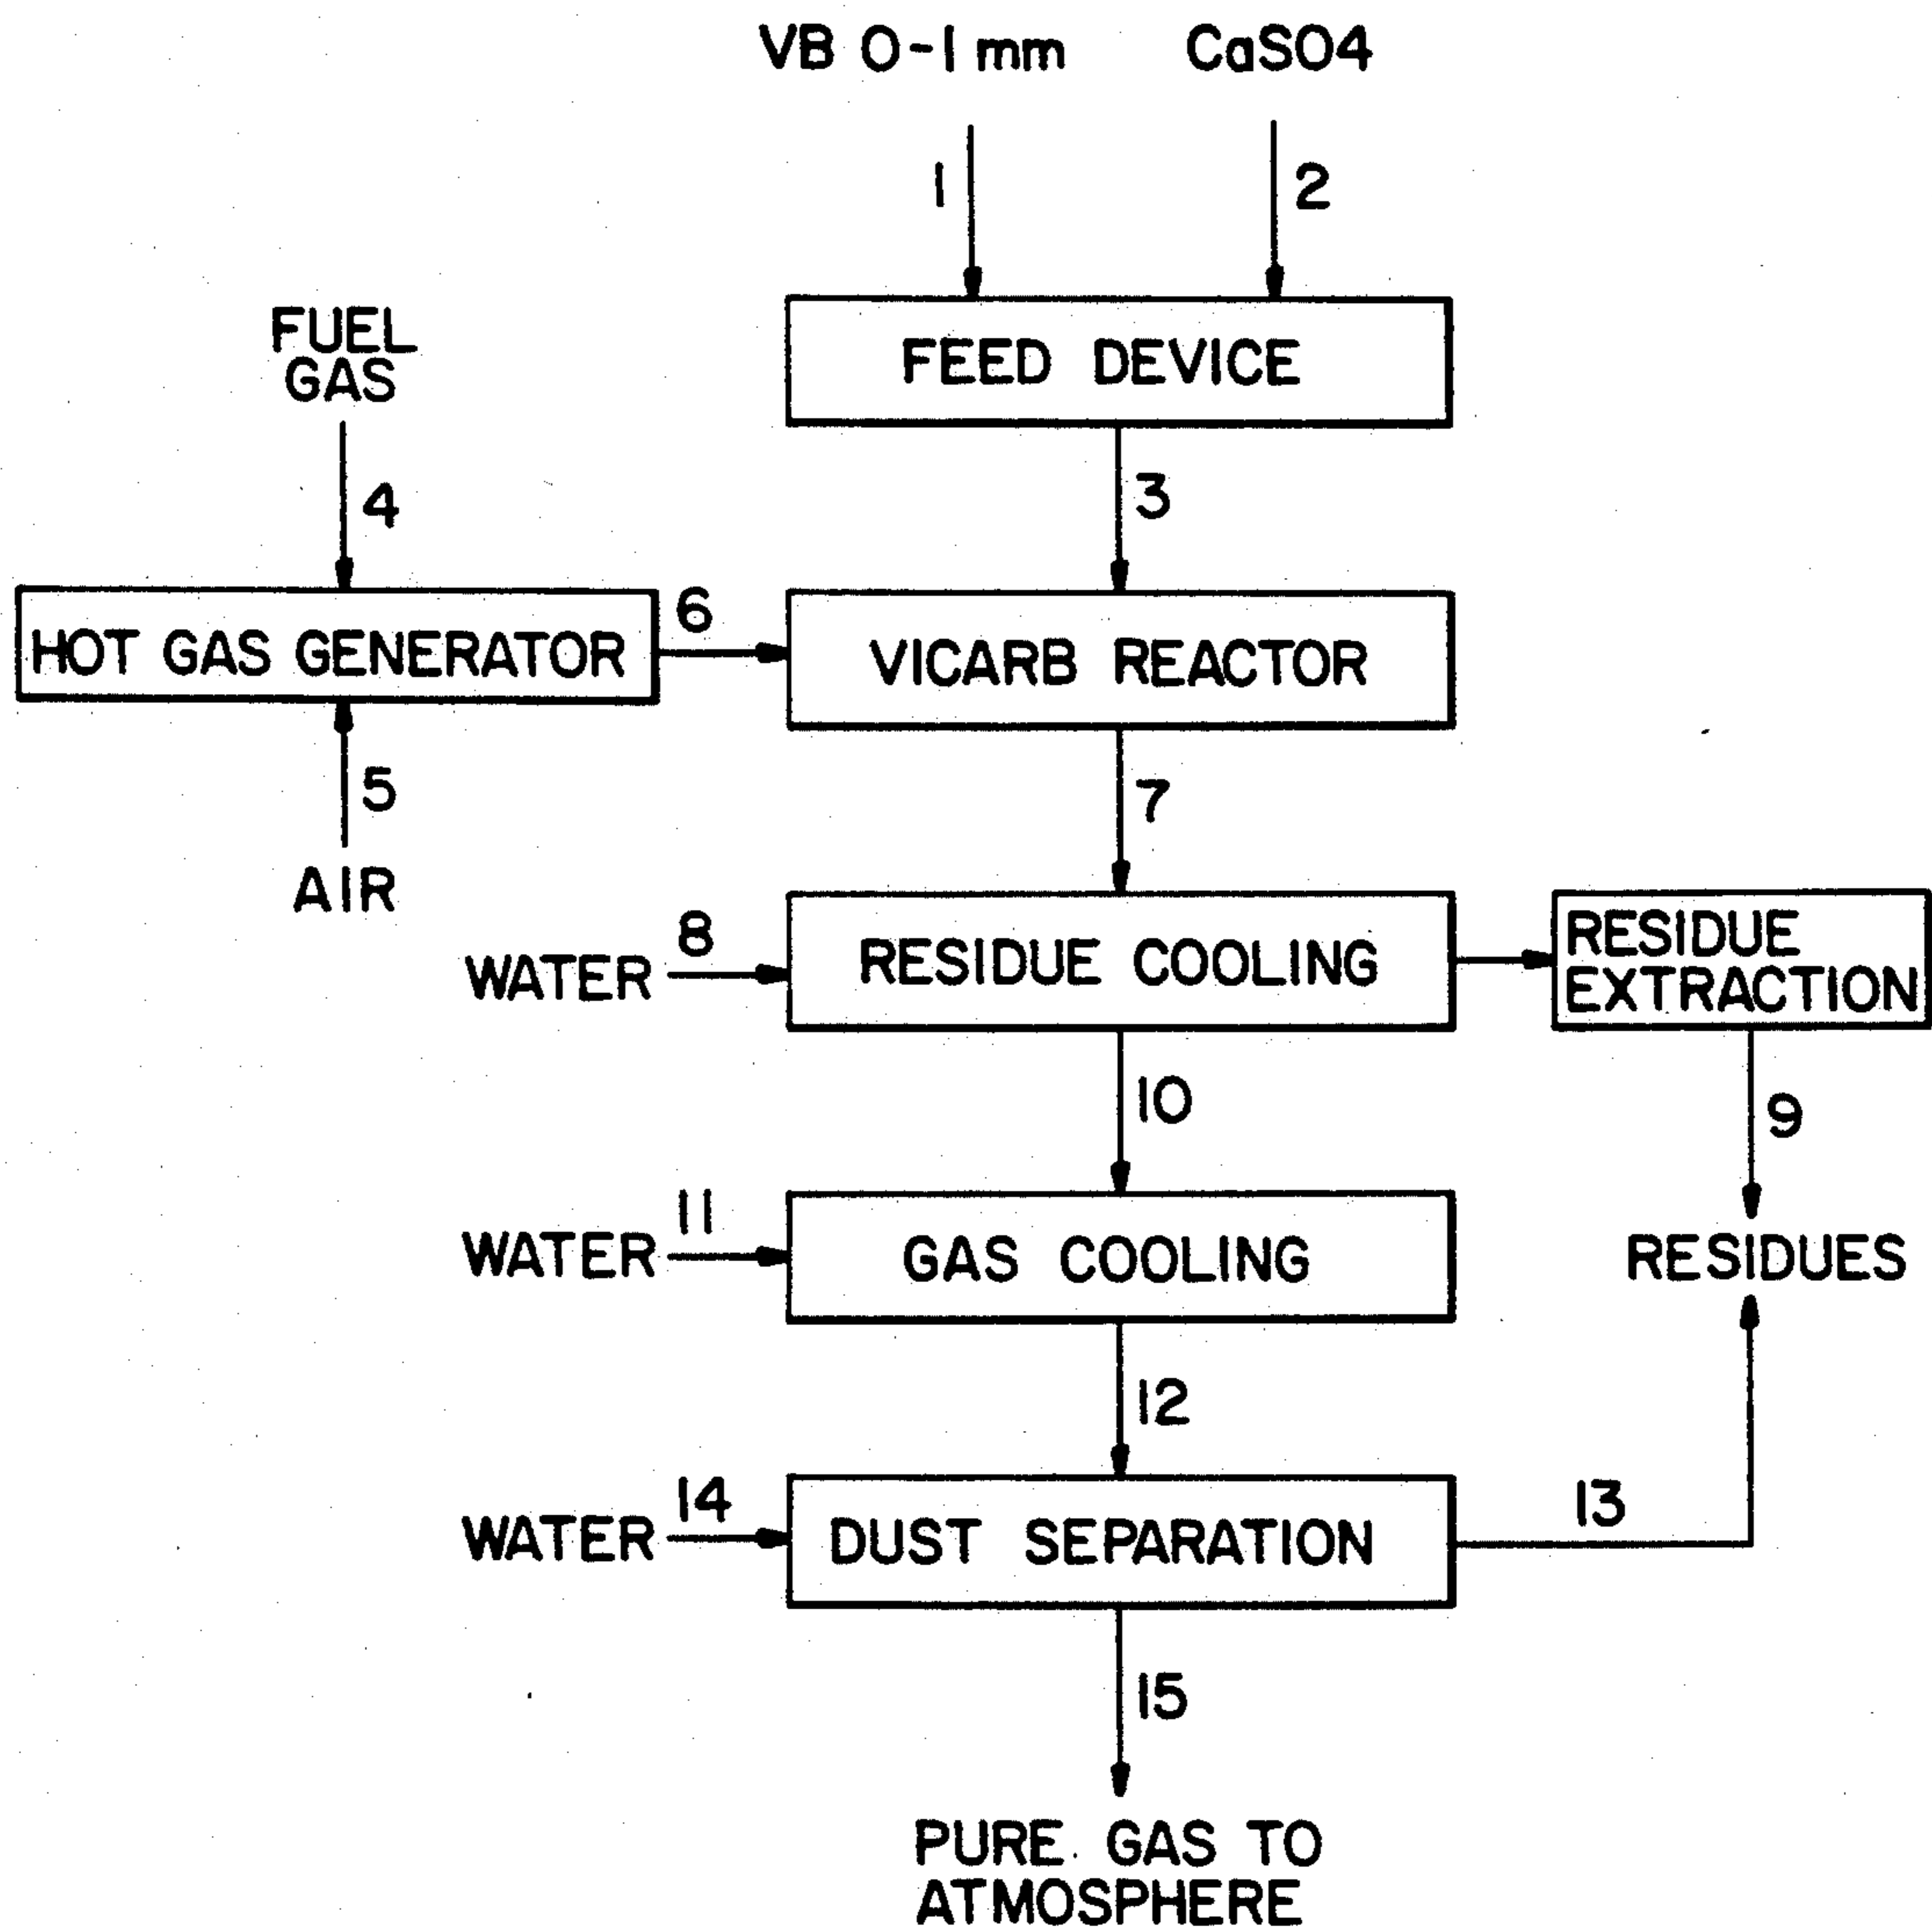 VB 0-1 mm
CaSO4
1
2
FUEL
GAS
FEED DEVICE
4
3
6
HOT GAS GENERATOR
VICARB REACTOR
5
7
AIR
8
WATER
RESIDUE COOLING
RESIDUE
EXTRACTION
10
9
11
WATER
GAS COOLING
RESIDUES
12
14
13
WATER
DUST SEPARATION
15
PURE GAS TO
ATMOSPHERE